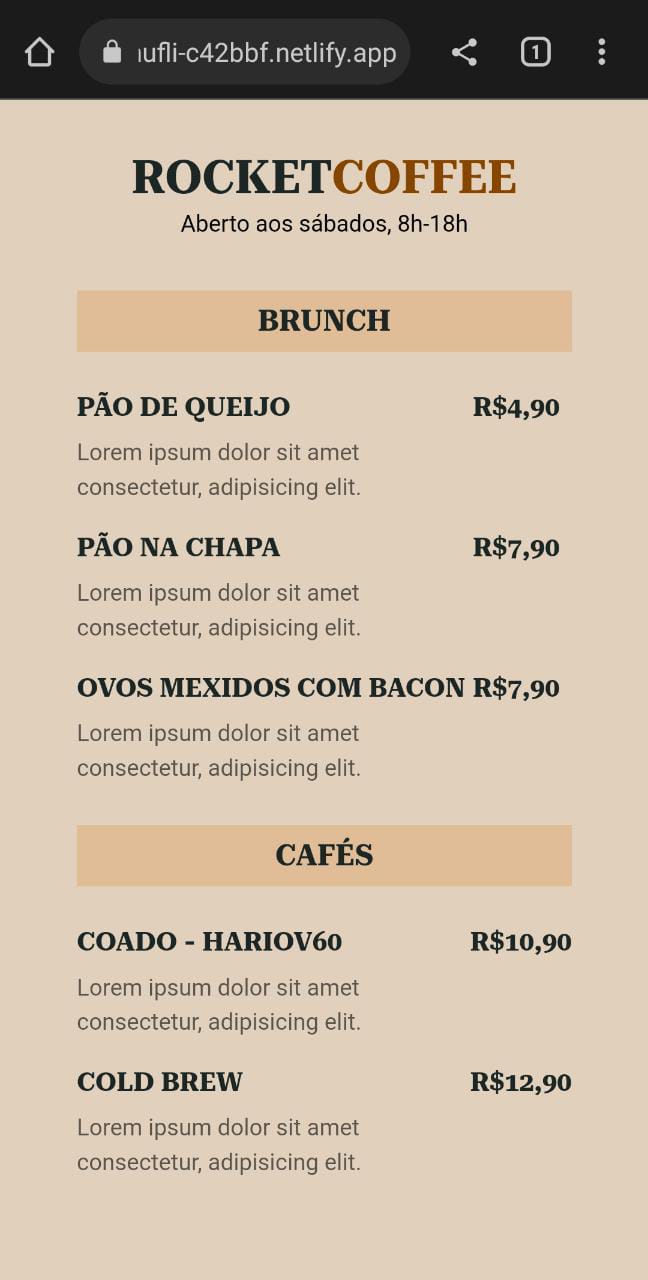 ufli-c42bbf.netlify.app
1
ROCKETCOFFEE
Aberto aos sábados, 8h-18h
BRUNCH
PÃO DE QUEIJO R$4,90
Lorem ipsum dolor sit amet
consectetur, adipisicing elit.
PÃO NA CHAPA R$7,90
Lorem ipsum dolor sit amet
consectetur, adipisicing elit.
OVOS MEXIDOS COM BACON R$7,90
Lorem ipsum dolor sit amet
consectetur, adipisicing elit.
CAFÉS
COADO - HARIOV60 R$10,90
Lorem ipsum dolor sit amet
consectetur, adipisicing elit.
COLD BREW R$12,90
Lorem ipsum dolor sit amet
consectetur, adipisicing elit.